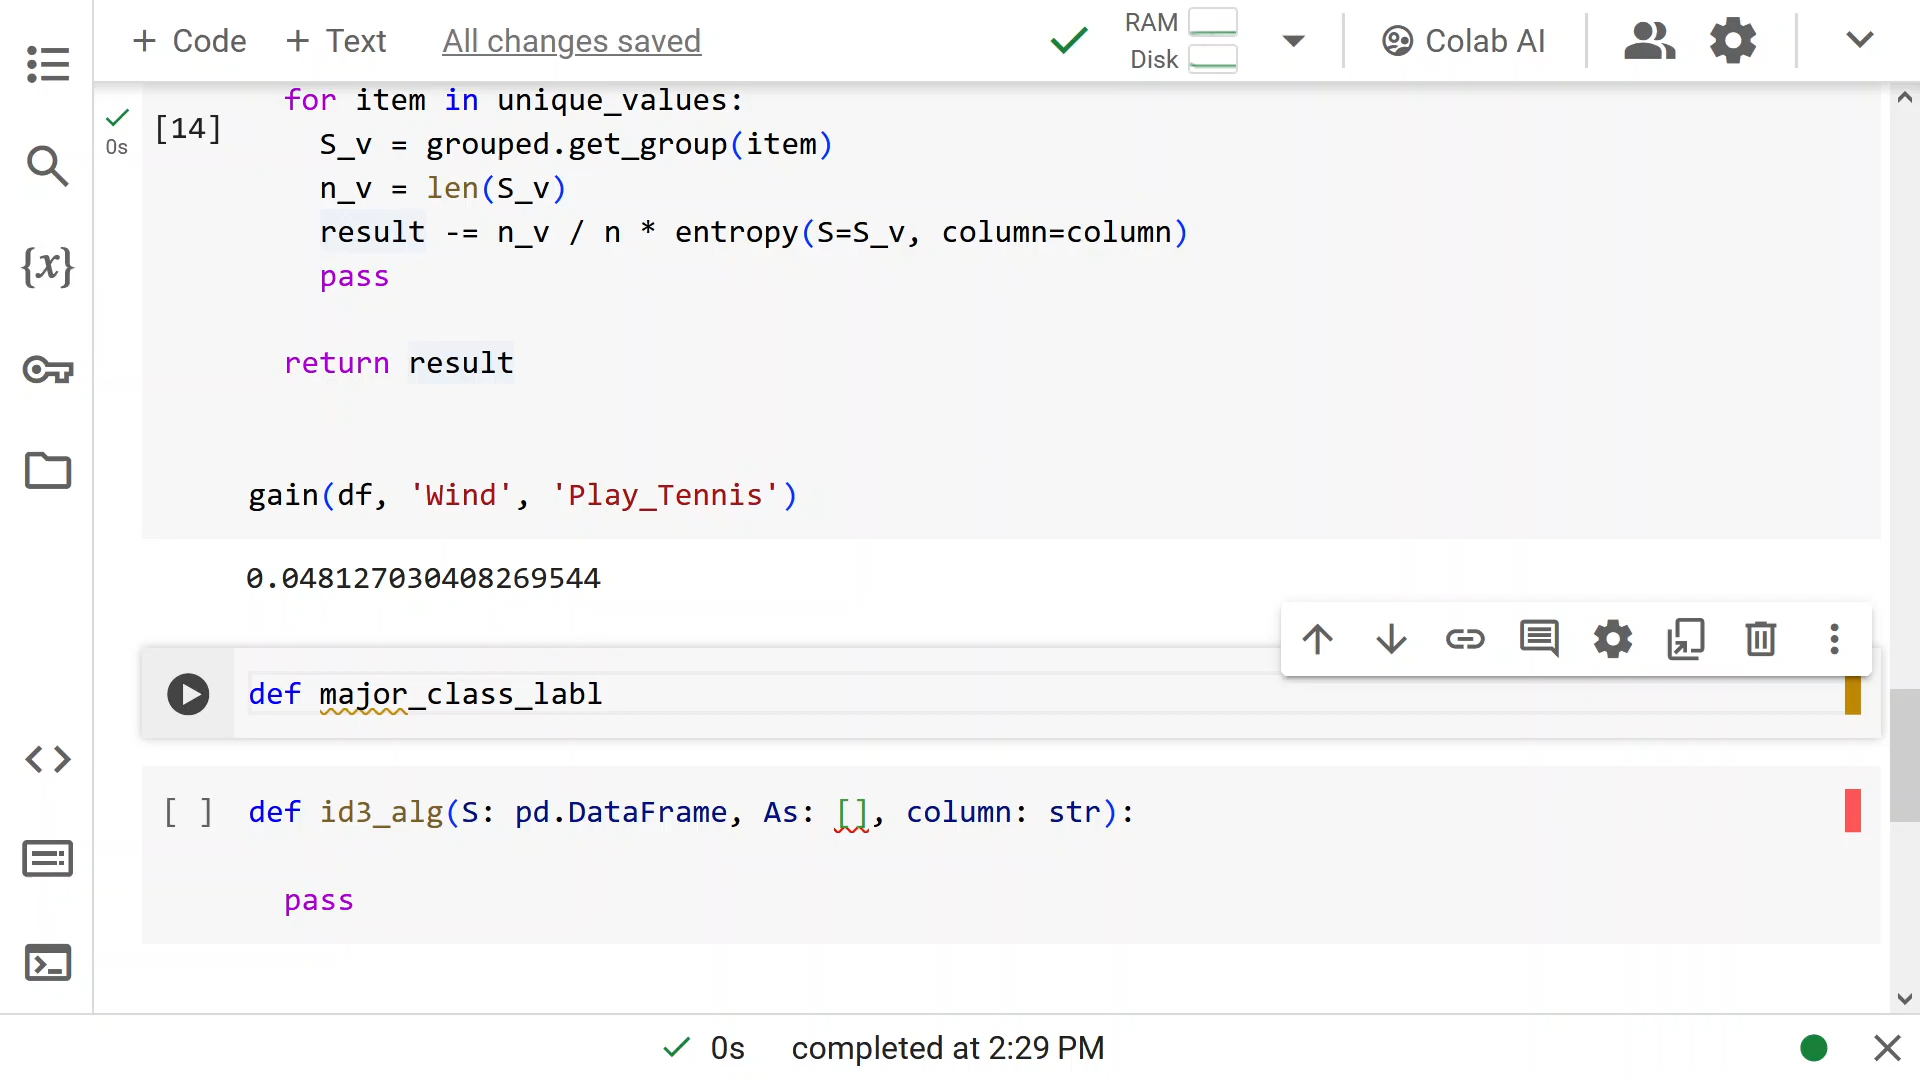 + Code + Text All changes saved RAM Disk Colab AI
for item in unique_values:
0s [14]
S_v = grouped.get_group(item)
n_v = len(S_v)
result -= n_v / n * entropy(S=S_v, column=column)
pass
return result
gain(df, 'Wind', 'Play_Tennis')
0.048127030408269544
def major_class_labl
[ ] def id3_alg(S: pd.DataFrame, As: [], column: str):
pass
{x}
0s completed at 2:29 PM